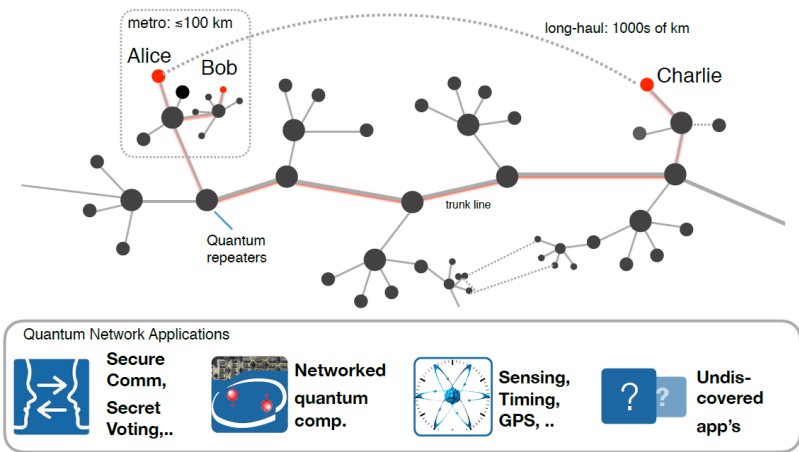 metro: ≲100 km
long-haul: 1000s of km
Alice
Bob
Charlie
trunk line
Quantum
repeaters
Quantum Network Applications
Secure
Comm,
Secret
Voting,..
Networked
quantum
comp.
Sensing,
Timing,
GPS, ..
?
?
Undis-
covered
app's